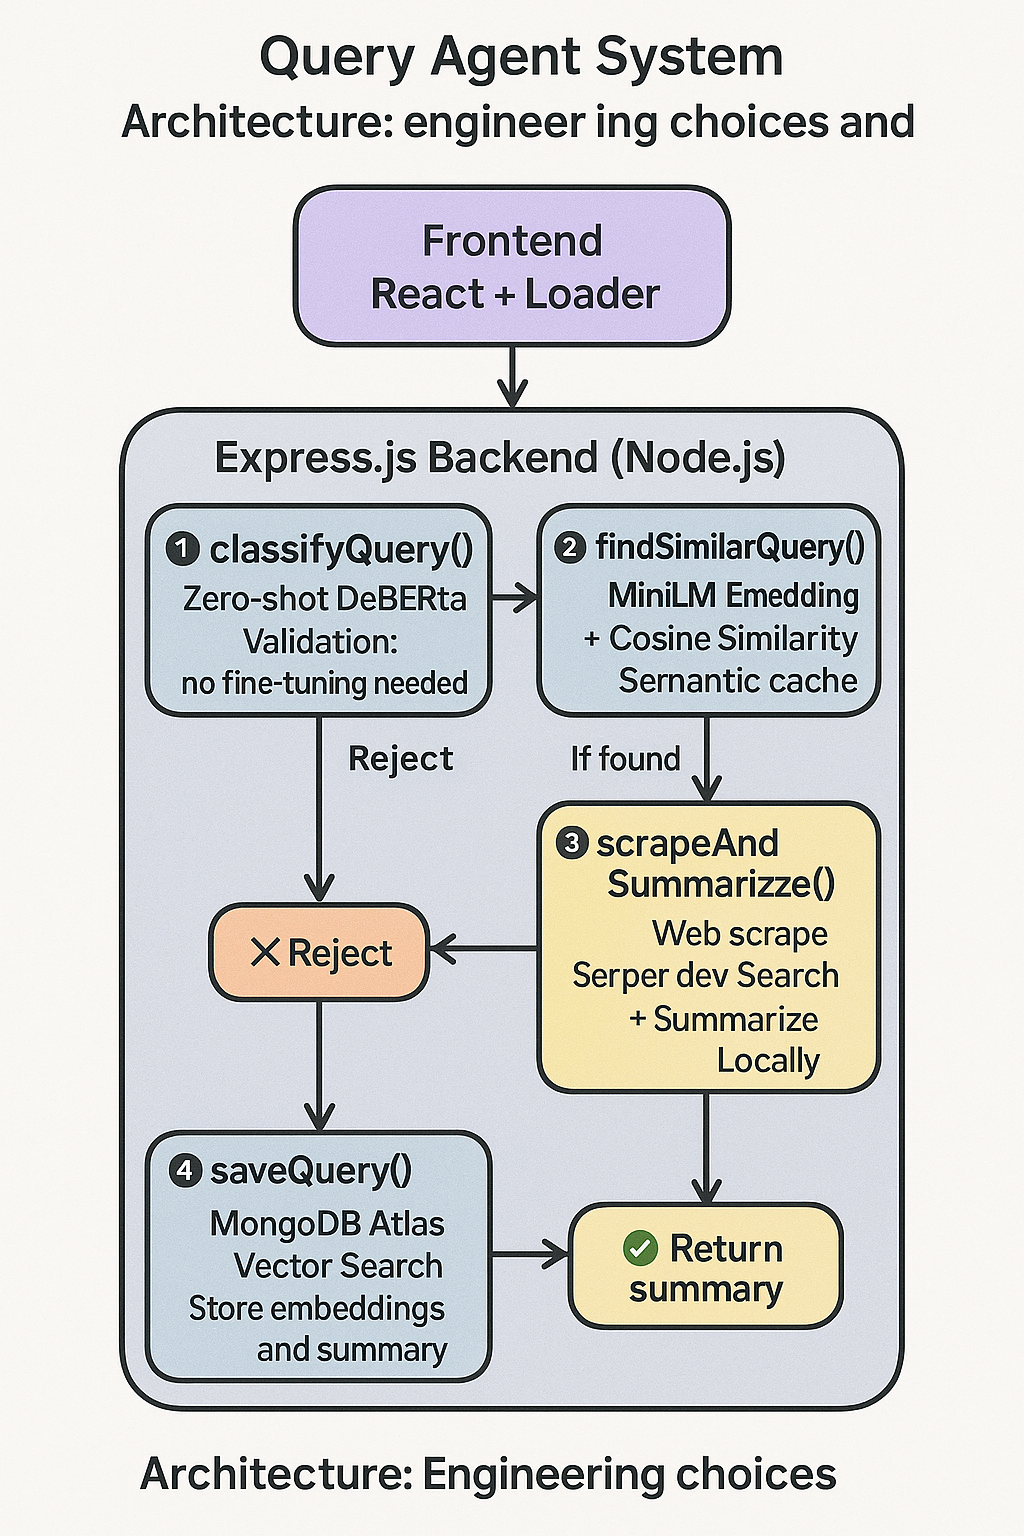 Query Agent System
Architecture: engineer ing choices and
Frontend
React + Loader
Express.js Backend (Node.js)
1 classifyQuery()
Zero-shot DeBERta
Validation:
no fine-tuning needed
2 findSimilarQuery()
MiniLM Emedding
+ Cosine Similarity
Sernantic cache
Reject
If found
3 scrapeAnd
Summarizze()
Web scrape
Serper dev Search
+ Summarize
Locally
✕ Reject
4 saveQuery()
MongoDB Atlas
Vector Search
Store embeddings
and summary
✅ Return
summary
Architecture: Engineering choices